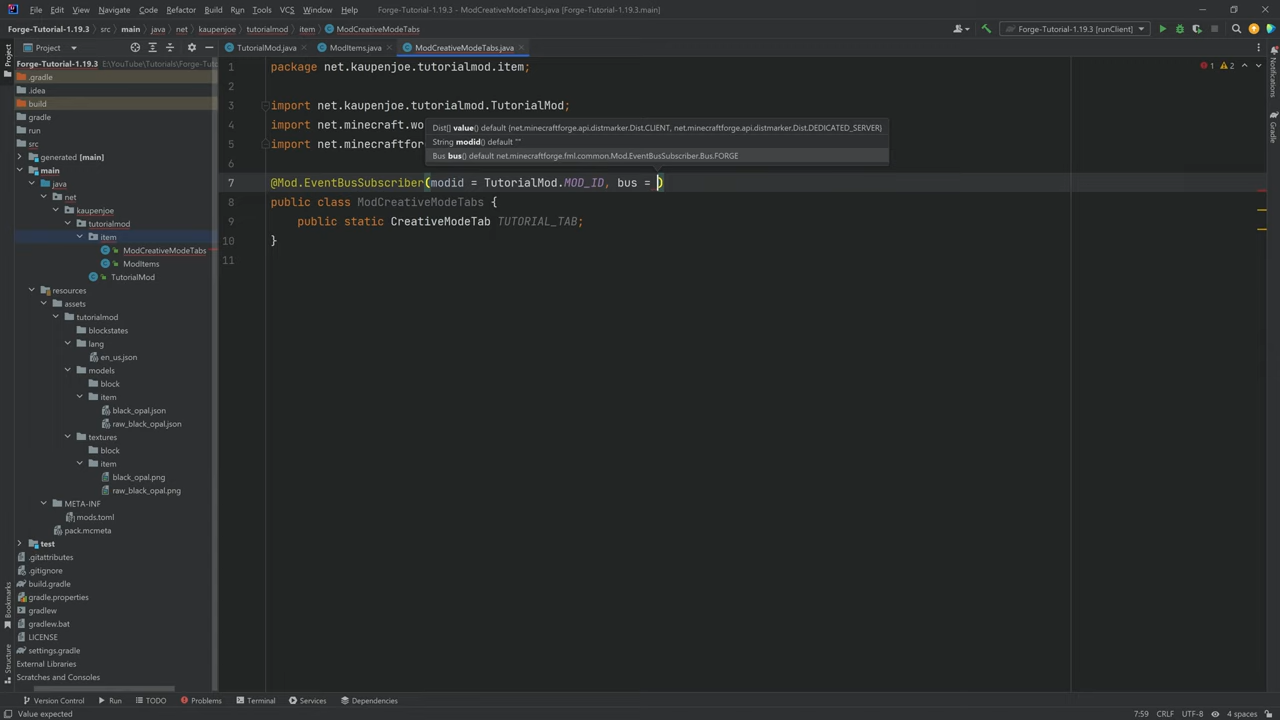 File Edit View Navigate Code Refactor Build Run Tools VCS Window Help Forge-Tutorial-1.19.3 - ModCreativeModeTabs.java [Forge-Tutorial-1.19.3.main]
Forge-Tutorial-1.19.3 src main java net kaupenjoe tutorialmod item ModCreativeModeTabs Forge-Tutorial-1.19.3 [runClient]
Project TutorialMod.java ModItems.java ModCreativeModeTabs.java
Forge-Tutorial-1.19.3 E:\YouTube\Tutorials\Forge-Tut
.gradle
.idea
build
gradle
run
src
generated [main]
main
java
net
kaupenjoe
tutorialmod
item
ModCreativeModeTabs
ModItems
TutorialMod
resources
assets
tutorialmod
blockstates
lang
en_us.json
models
block
item
black_opal.json
raw_black_opal.json
textures
block
item
black_opal.png
raw_black_opal.png
META-INF
mods.toml
pack.mcmeta
test
.gitattributes
.gitignore
build.gradle
gradle.properties
gradlew
gradlew.bat
LICENSE
settings.gradle
External Libraries
Scratches and Consoles
1 package net.kaupenjoe.tutorialmod.item;
2
3 import net.kaupenjoe.tutorialmod.TutorialMod;
4 import net.minecraft.wo
5 import net.minecraftfor
6
7 @Mod.EventBusSubscriber(modid = TutorialMod.MOD_ID, bus = )
8 public class ModCreativeModeTabs {
9 public static CreativeModeTab TUTORIAL_TAB;
10 }
11
Dist[] value() default {net.minecraftforge.api.distmarker.Dist.CLIENT, net.minecraftforge.api.distmarker.Dist.DEDICATED_SERVER}
String modid() default ""
Bus bus() default net.minecraftforge.fml.common.Mod.EventBusSubscriber.Bus.FORGE
1 2
Project
Bookmarks
Structure
Notifications
Version Control Run TODO Problems Terminal Services Dependencies
Value expected 7:59 CRLF UTF-8 4 spaces